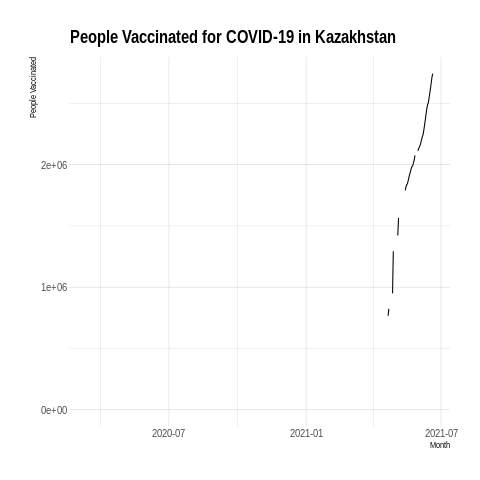 People Vaccinated for COVID-19 in Kazakhstan
People Vaccinated
2e+06
1e+06
0e+00
2020-07
2021-01
2021-07
Month